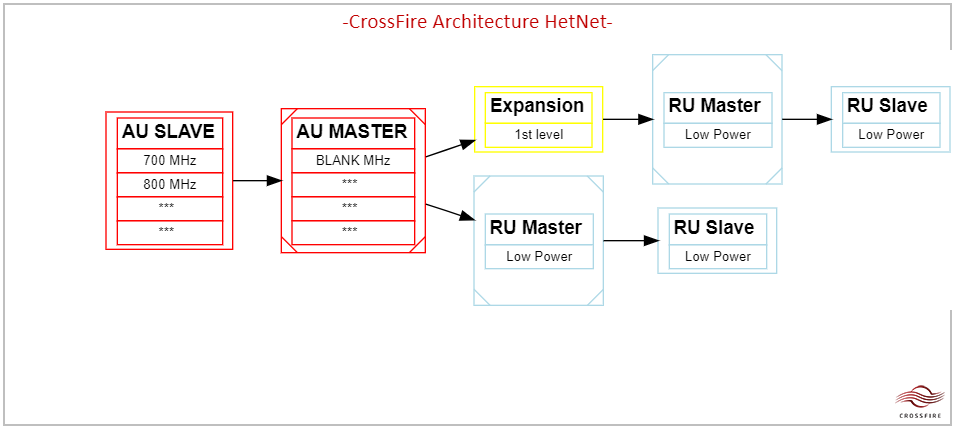 -CrossFire Architecture HetNet-
AU SLAVE
700 MHz
800 MHz
***
***
AU MASTER
BLANK MHz
***
***
***
Expansion
1st level
RU Master
Low Power
RU Slave
Low Power
RU Master
Low Power
RU Slave
Low Power
CROSSFIRE